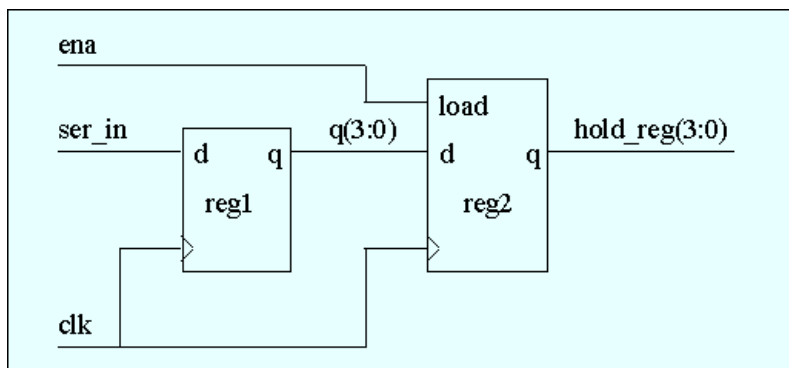 ena
load
ser_in
q(3:0)
hold_reg(3:0)
d q
d q
reg1
reg2
clk